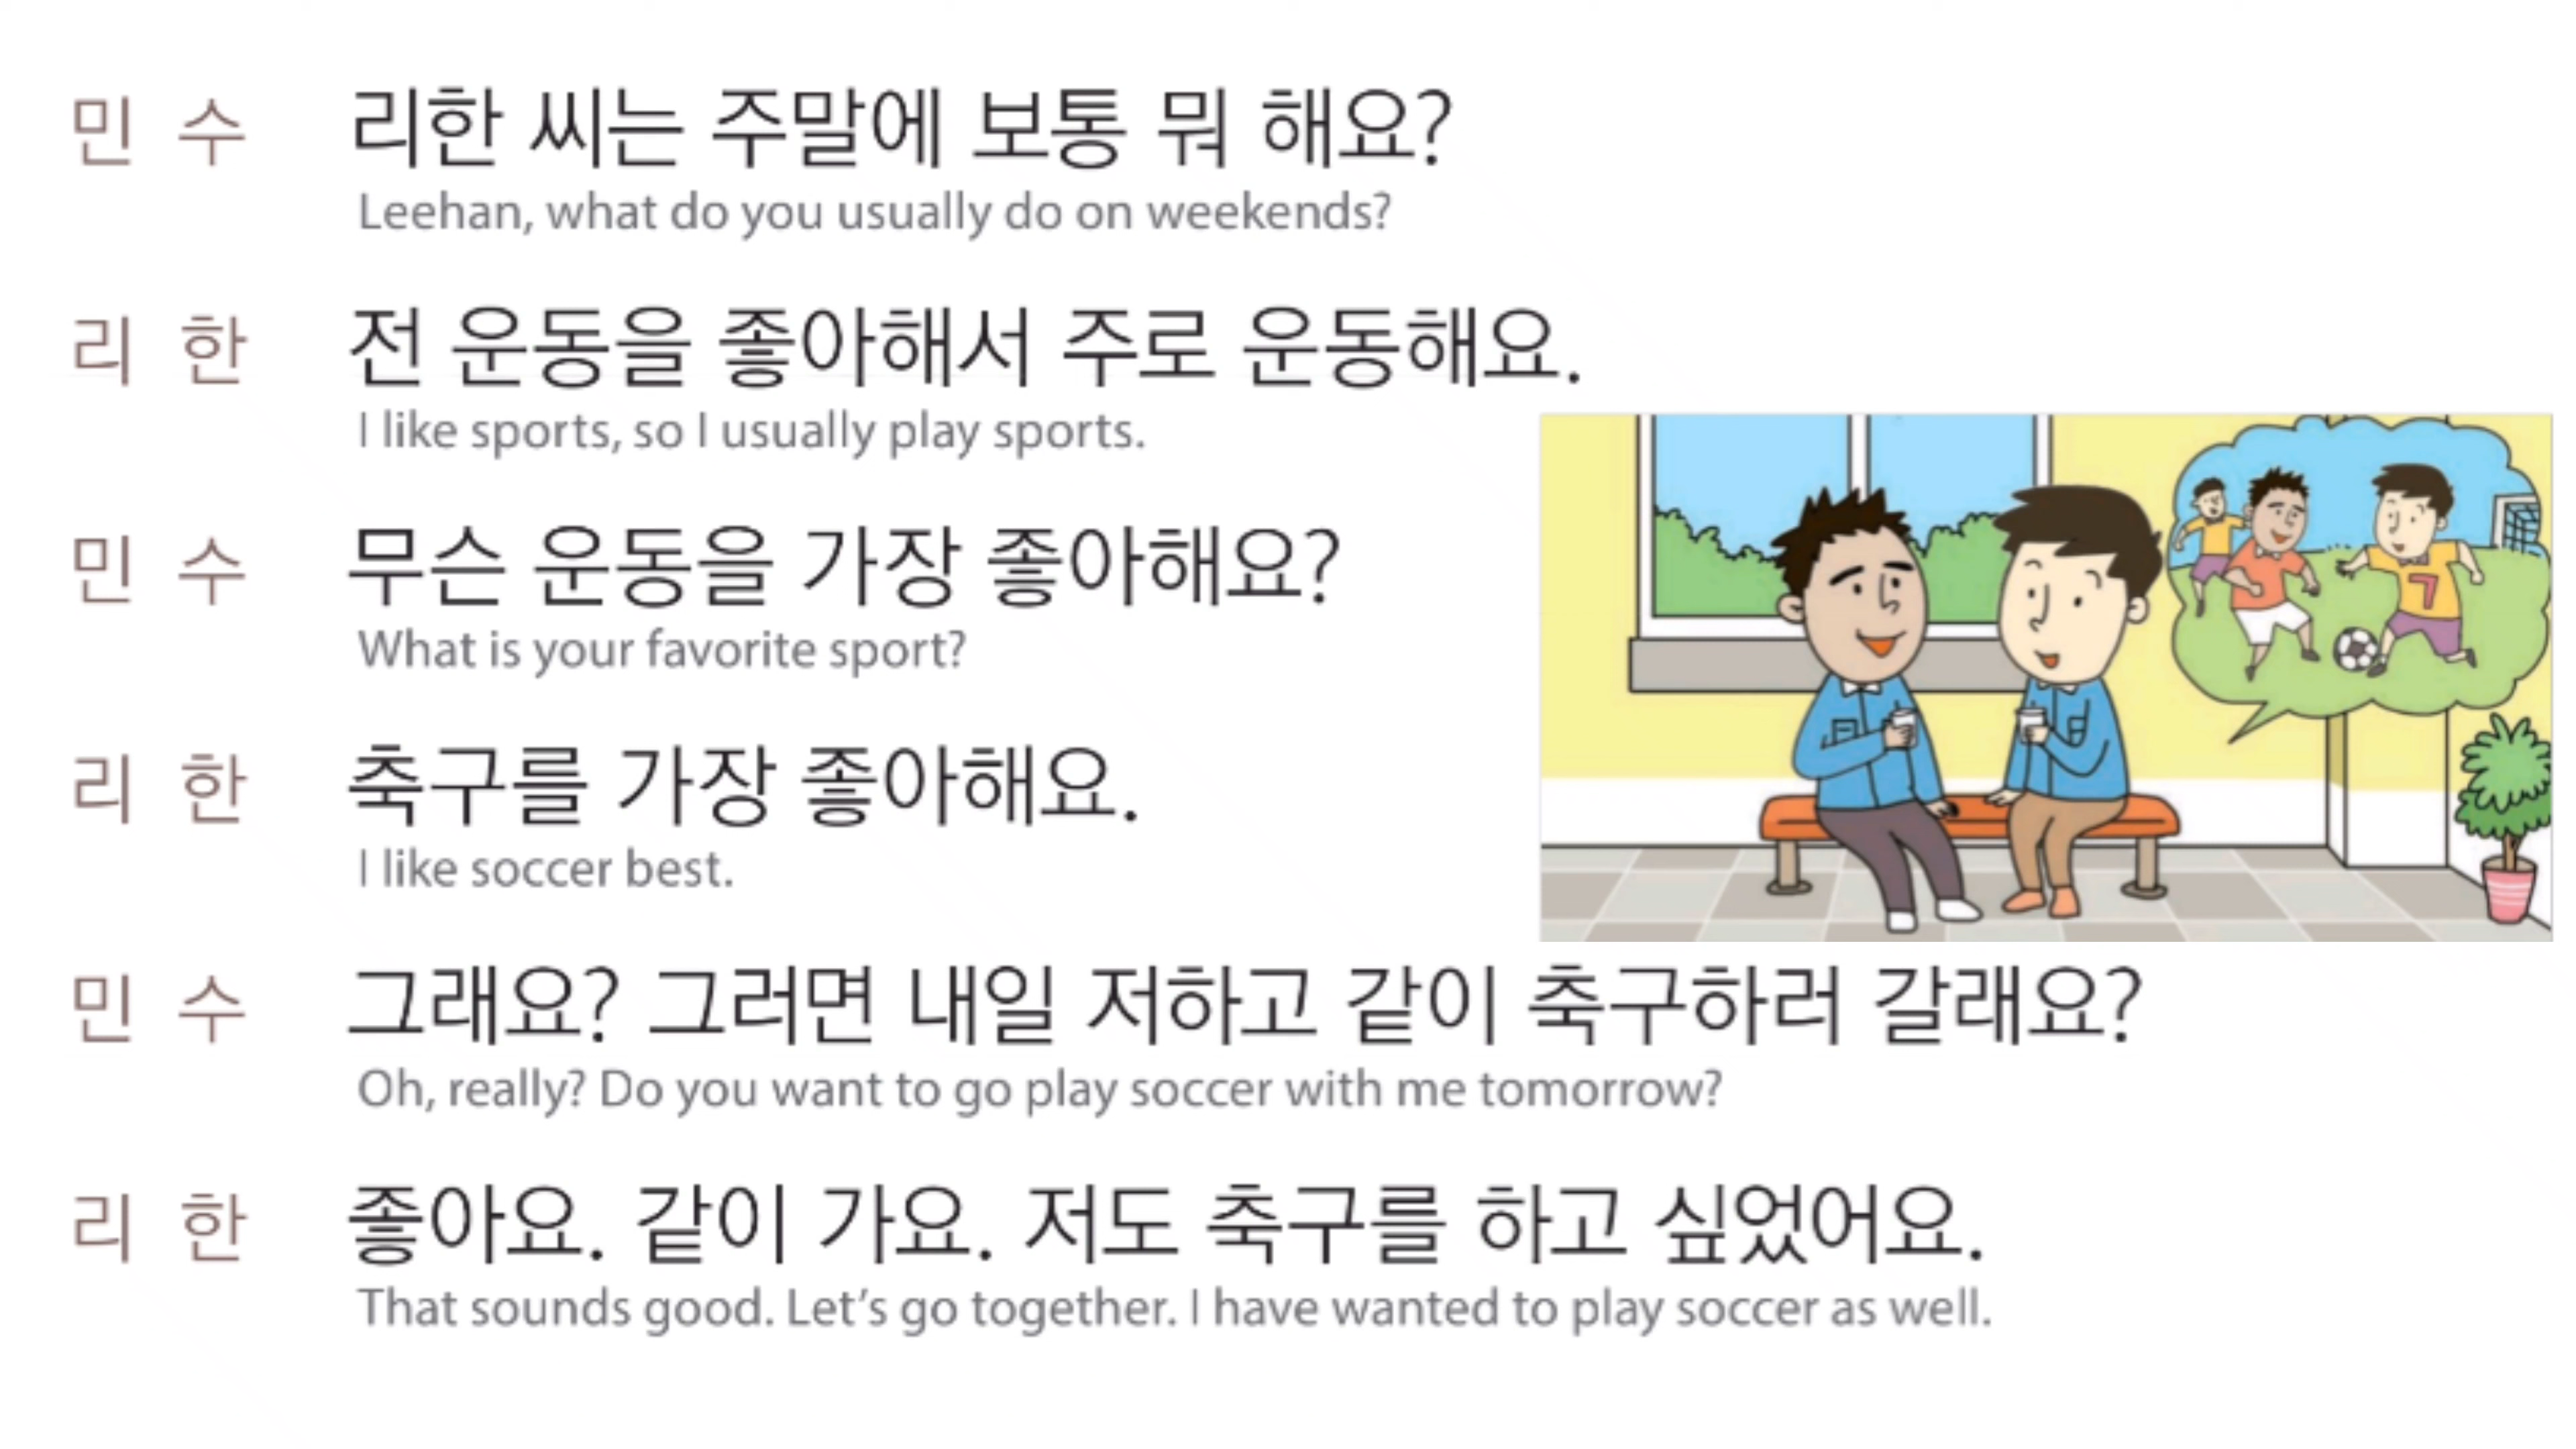 민 수 리한 씨는 주말에 보통 뭐 해요?
Leehan, what do you usually do on weekends?
리 한 전 운동을 좋아해서 주로 운동해요.
I like sports, so I usually play sports.
민 수 무슨 운동을 가장 좋아해요?
What is your favorite sport?
리 한 축구를 가장 좋아해요.
I like soccer best.
민 수 그래요? 그러면 내일 저하고 같이 축구하러 갈래요?
Oh, really? Do you want to go play soccer with me tomorrow?
리 한 좋아요. 같이 가요. 저도 축구를 하고 싶었어요.
That sounds good. Let's go together. I have wanted to play soccer as well.
7